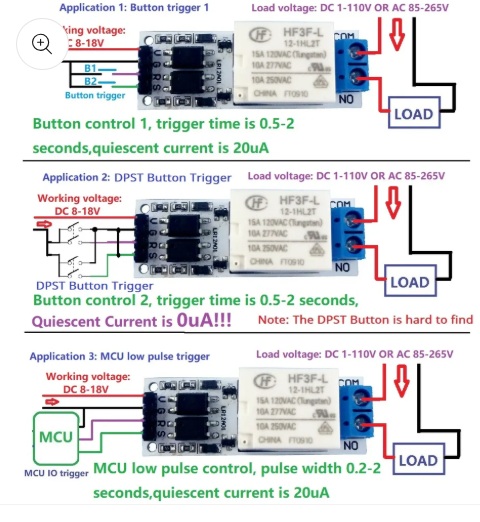 Application 1: Button trigger 1
Load voltage: DC 1-110V OR AC 85-265V
king voltage:
C 8-18V
B1
B2
Button trigger
V G R S
LR12N01
HF3F-L
12-1HL2T
15A 120VAC (Tungsten)
10A 277VAC
10A 250VAC
CHINA FT0910
COM
NO
LOAD
Button control 1, trigger time is 0.5-2
seconds,quiescent current is 20uA
Application 2: DPST Button Trigger
Load voltage: DC 1-110V OR AC 85-265V
Working voltage:
DC 8-18V
V G R S
LR12N01
HF3F-L
12-1HL2T
15A 120VAC (Tungsten)
10A 277VAC
10A 250VAC
CHINA FT0910
COM
NO
LOAD
DPST Button Trigger
Button control 2, trigger time is 0.5-2 seconds,
Quiescent Current is 0uA!!!
Note: The DPST Button is hard to find
Application 3: MCU low pulse trigger
Load voltage: DC 1-110V OR AC 85-265V
Working voltage:
DC 8-18V
MCU
MCU IO trigger
V G R S
LR12N01
HF3F-L
12-1HL2T
15A 120VAC (Tungsten)
10A 277VAC
10A 250VAC
CHINA FT0910
COM
NO
LOAD
MCU low pulse control, pulse width 0.2-2
seconds,quiescent current is 20uA